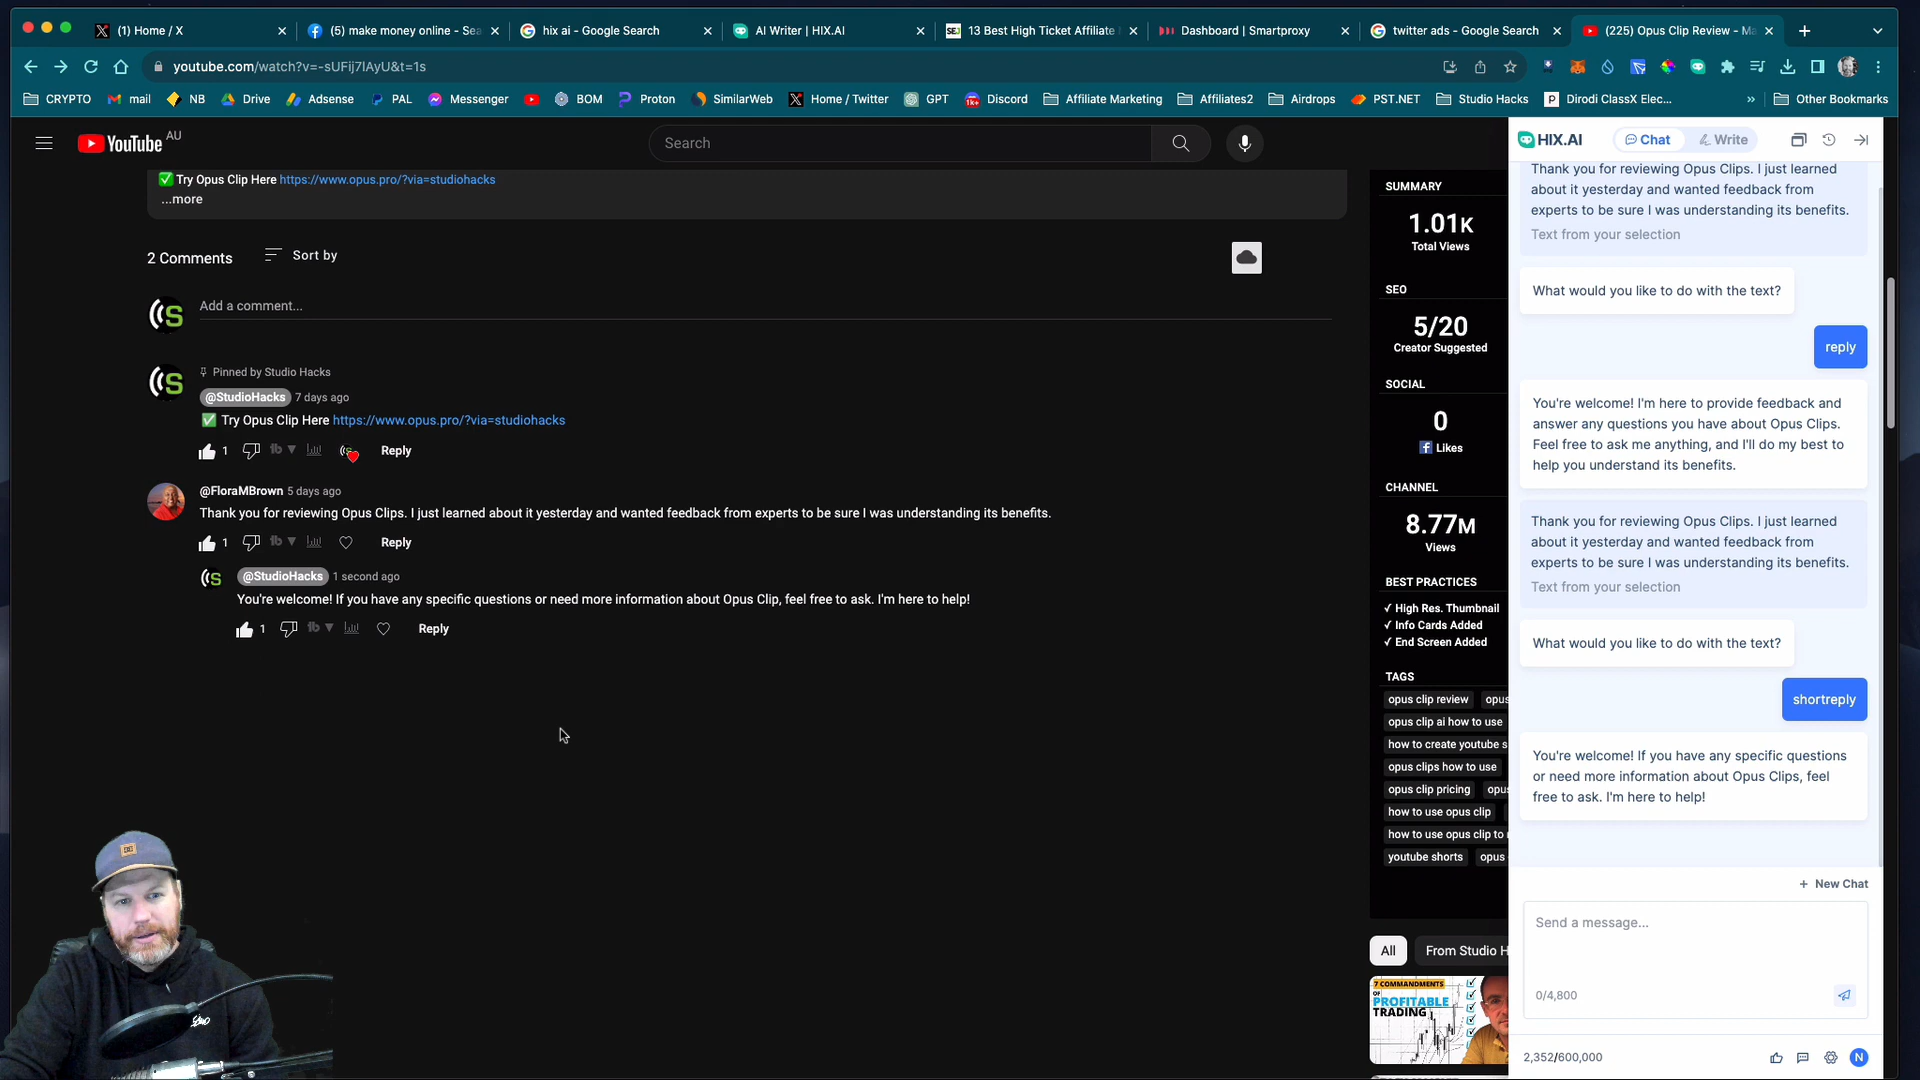 (1) Home / X
(5) make money online - Sea
hix ai - Google Search
AI Writer | HIX.AI
13 Best High Ticket Affiliate
Dashboard | Smartproxy
twitter ads - Google Search
(225) Opus Clip Review - Ma
youtube.com/watch?v=-sUFij7lAyU&t=1s
CRYPTO
mail
NB
Drive
Adsense
PAL
Messenger
BOM
Proton
SimilarWeb
Home / Twitter
GPT
Discord
Affiliate Marketing
Affiliates2
Airdrops
PST.NET
Studio Hacks
Dirodi ClassX Elec...
Other Bookmarks
YouTube AU
Search
✅ Try Opus Clip Here https://www.opus.pro/?via=studiohacks
...more
2 Comments
Sort by
Add a comment...
Pinned by Studio Hacks
@StudioHacks 7 days ago
✅ Try Opus Clip Here https://www.opus.pro/?via=studiohacks
1
Reply
@FloraMBrown 5 days ago
Thank you for reviewing Opus Clips. I just learned about it yesterday and wanted feedback from experts to be sure I was understanding its benefits.
1
Reply
@StudioHacks 1 second ago
You're welcome! If you have any specific questions or need more information about Opus Clip, feel free to ask. I'm here to help!
1
Reply
SUMMARY
1.01K
Total Views
SEO
5/20
Creator Suggested
SOCIAL
0
Likes
CHANNEL
8.77M
Views
BEST PRACTICES
✓ High Res. Thumbnail
✓ Info Cards Added
✓ End Screen Added
TAGS
opus clip review
opus
opus clip ai how to use
how to create youtube s
opus clips how to use
opus clip pricing
opus
how to use opus clip
how to use opus clip to
youtube shorts
opus
All
From Studio H
7 COMMANDMENTS
OF
PROFITABLE
TRADING
HIX.AI
Chat
Write
Thank you for reviewing Opus Clips. I just learned
about it yesterday and wanted feedback from
experts to be sure I was understanding its benefits.
Text from your selection
What would you like to do with the text?
reply
You're welcome! I'm here to provide feedback and
answer any questions you have about Opus Clips.
Feel free to ask me anything, and I'll do my best to
help you understand its benefits.
Thank you for reviewing Opus Clips. I just learned
about it yesterday and wanted feedback from
experts to be sure I was understanding its benefits.
Text from your selection
What would you like to do with the text?
shortreply
You're welcome! If you have any specific questions
or need more information about Opus Clips, feel
free to ask. I'm here to help!
+ New Chat
Send a message...
0/4,800
2,352/600,000
N